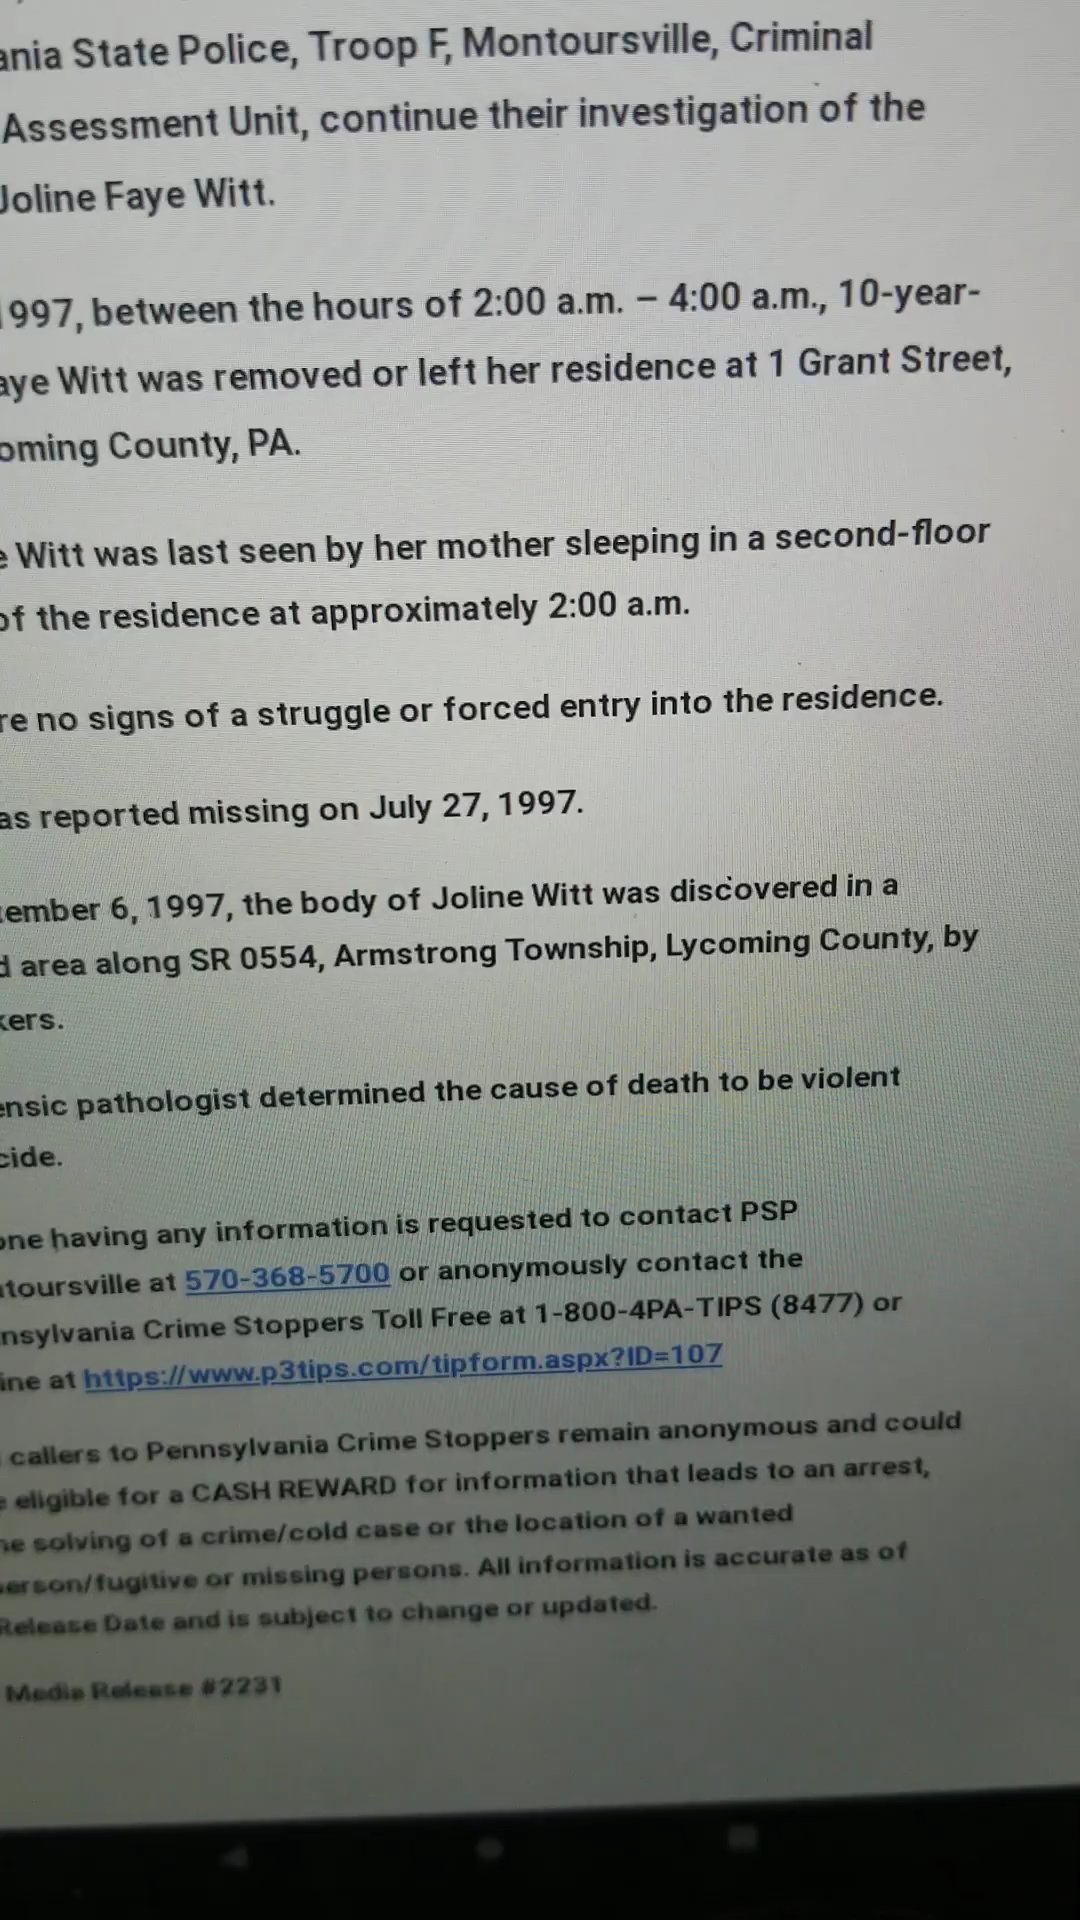 ania State Police, Troop F, Montoursville, Criminal
Assessment Unit, continue their investigation of the
Joline Faye Witt.
1997, between the hours of 2:00 a.m. – 4:00 a.m., 10-year-
aye Witt was removed or left her residence at 1 Grant Street,
oming County, PA.
e Witt was last seen by her mother sleeping in a second-floor
of the residence at approximately 2:00 a.m.
re no signs of a struggle or forced entry into the residence.
as reported missing on July 27, 1997.
tember 6, 1997, the body of Joline Witt was discovered in a
d area along SR 0554, Armstrong Township, Lycoming County, by
kers.
ensic pathologist determined the cause of death to be violent
cide.
one having any information is requested to contact PSP
ntoursville at 570-368-5700 or anonymously contact the
nsylvania Crime Stoppers Toll Free at 1-800-4PA-TIPS (8477) or
ine at https://www.p3tips.com/tipform.aspx?ID=107
callers to Pennsylvania Crime Stoppers remain anonymous and could
e eligible for a CASH REWARD for information that leads to an arrest,
he solving of a crime/cold case or the location of a wanted
person/fugitive or missing persons. All information is accurate as of
Release Date and is subject to change or updated.
Media Release #2231